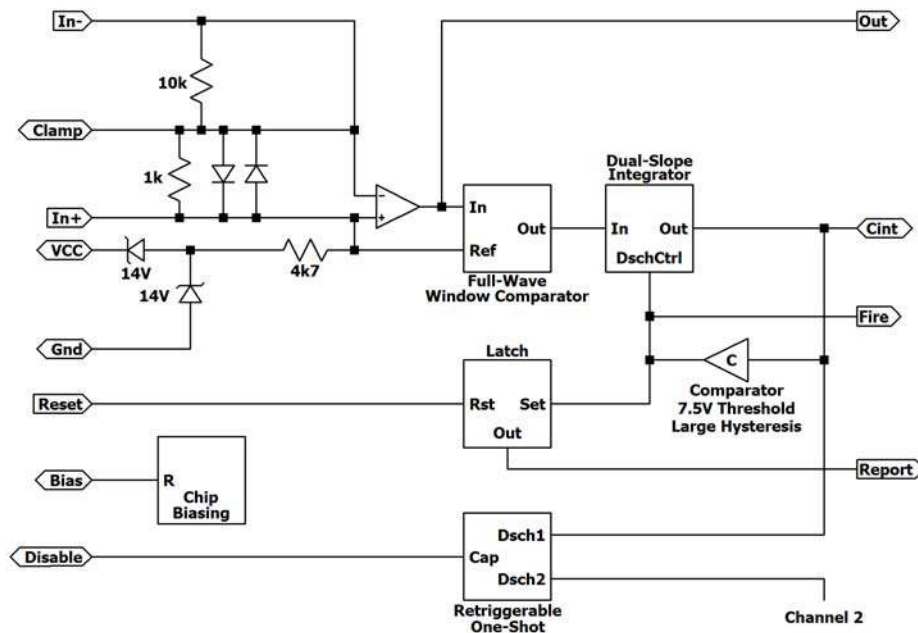 In-
Out
10k
Clamp
Dual-Slope
Integrator
1k
-
+
In
Out
In
Out
Cint
In+
VCC
Ref
DschCtrl
14V
4k7
Full-Wave
Window Comparator
14V
Fire
Gnd
Latch
C
Comparator
7.5V Threshold
Large Hysteresis
Reset
Rst
Set
Out
Report
Bias
R
Chip
Biasing
Dsch1
Disable
Cap
Dsch2
Retriggerable
One-Shot
Channel 2